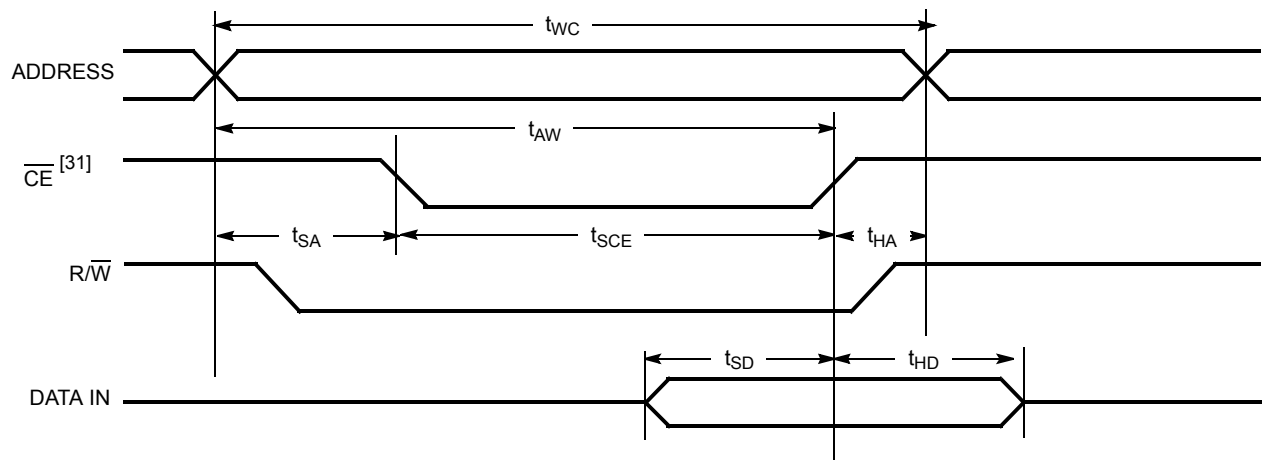 tWC
ADDRESS
tAW
CE [31]
tSA
tSCE
tHA
R/W
tSD
tHD
DATA IN